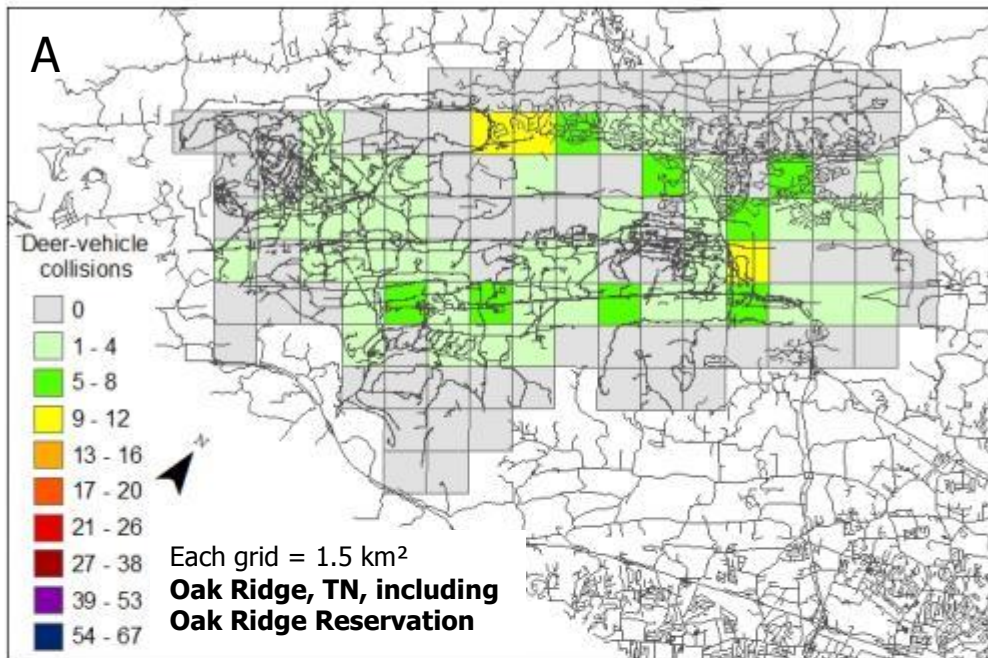 A
Deer-vehicle
collisions
0
1 - 4
5 - 8
9 - 12
13 - 16
17 - 20
21 - 26
27 - 38
39 - 53
54 - 67
N
Each grid = 1.5 km²
Oak Ridge, TN, including
Oak Ridge Reservation